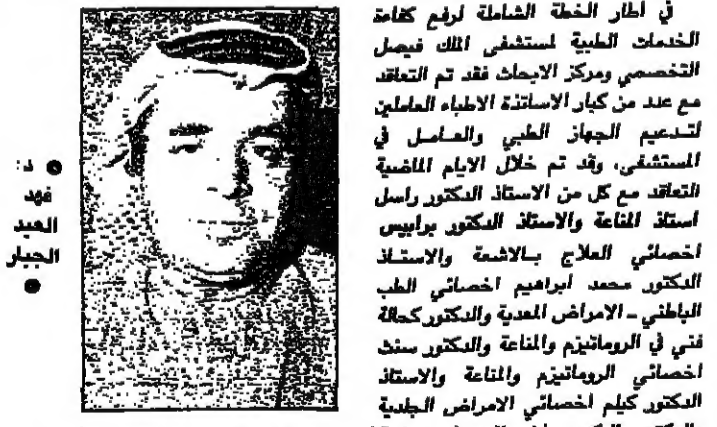 في اطار الخطة الشاملة لرفع كفاءة
الخدمات الطبية لمستشفى الملك فيصل
التخصصي ومركز الابحاث فقد تم التعاقد
مع عدد من كبار الاساتذة الاطباء العاملين
لتدعيم الجهاز الطبي والعامل في
المستشفى، وقد تم خلال الايام الماضية
التعاقد مع كل من الاستاذ الدكتور راسل
استاذ المناعة والاستاذ الدكتور برابيس
اخصائي العلاج بالاشعة والاستاذ
الدكتور محمد ابراهيم اخصائي الطب
الباطني - الامراض المعدية والدكتور كحالة
فني في الروماتيزم والمناعة والدكتور سنث
اخصائي الروماتيزم والمناعة والاستاذ
الدكتور كيلم اخصائي الامراض الجلدية
د:
فهد
العبد
الجبار